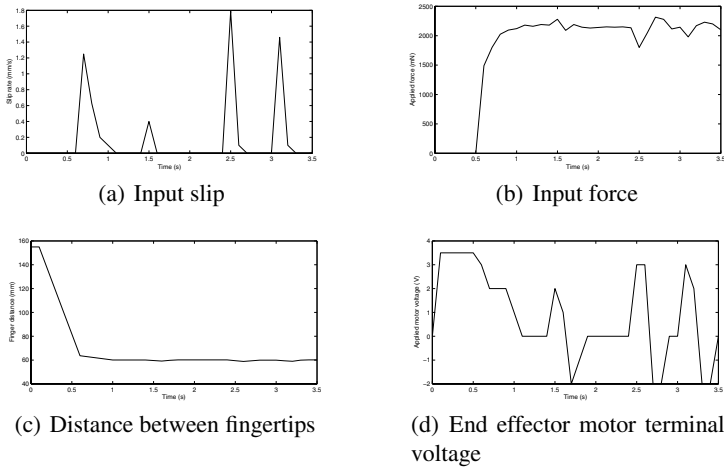 1.8
1.6
1.4
1.2
1
0.8
0.6
0.4
0.2
0
Slip rate (mm/s)
0 0.5 1 1.5 2 2.5 3 3.5
Time (s)
(a) Input slip
2500
2000
1500
1000
500
0
Applied force (mN)
0 0.5 1 1.5 2 2.5 3 3.5
Time (s)
(b) Input force
160
140
120
100
80
60
40
Finger distance (mm)
0 0.5 1 1.5 2 2.5 3 3.5
Time (s)
(c) Distance between fingertips
4
3
2
1
0
−1
−2
Applied motor voltage (V)
0 0.5 1 1.5 2 2.5 3 3.5
Time (s)
(d) End effector motor terminal
voltage